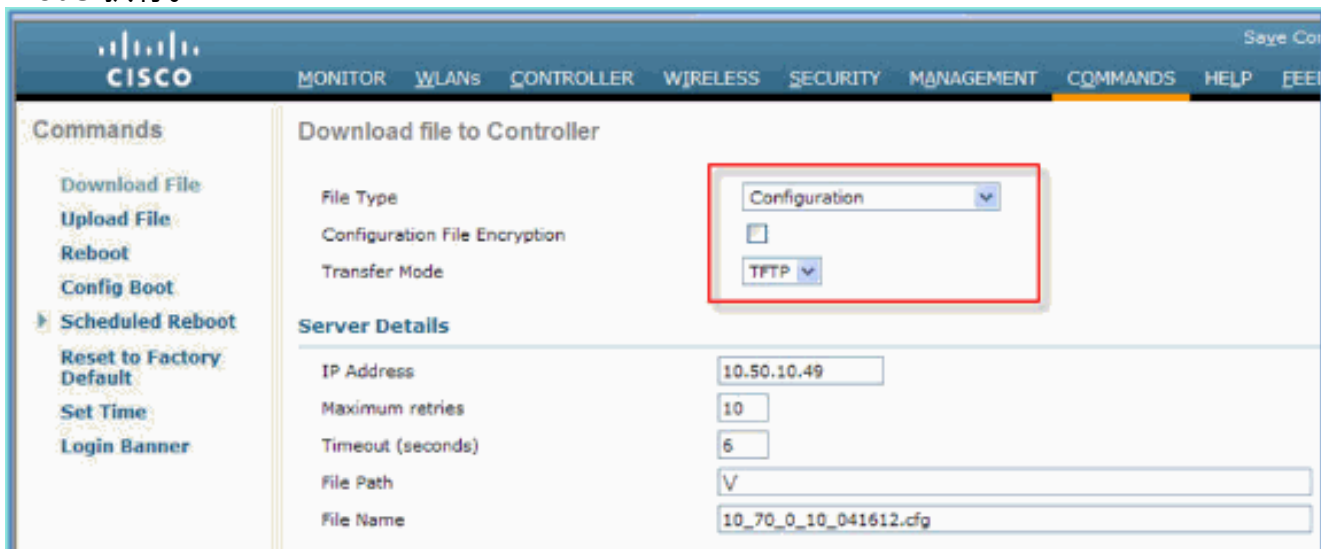 CISCO
Save Con
MONITOR WLANs CONTROLLER WIRELESS SECURITY MANAGEMENT COMMANDS HELP
Commands
Download File
Upload File
Reboot
Config Boot
Scheduled Reboot
Reset to Factory
Default
Set Time
Login Banner
Download file to Controller
File Type Configuration
Configuration File Encryption
Transfer Mode TFTP
Server Details
IP Address 10.50.10.49
Maximum retries 10
Timeout (seconds) 6
File Path \/
File Name 10_70_0_10_041612.cfg